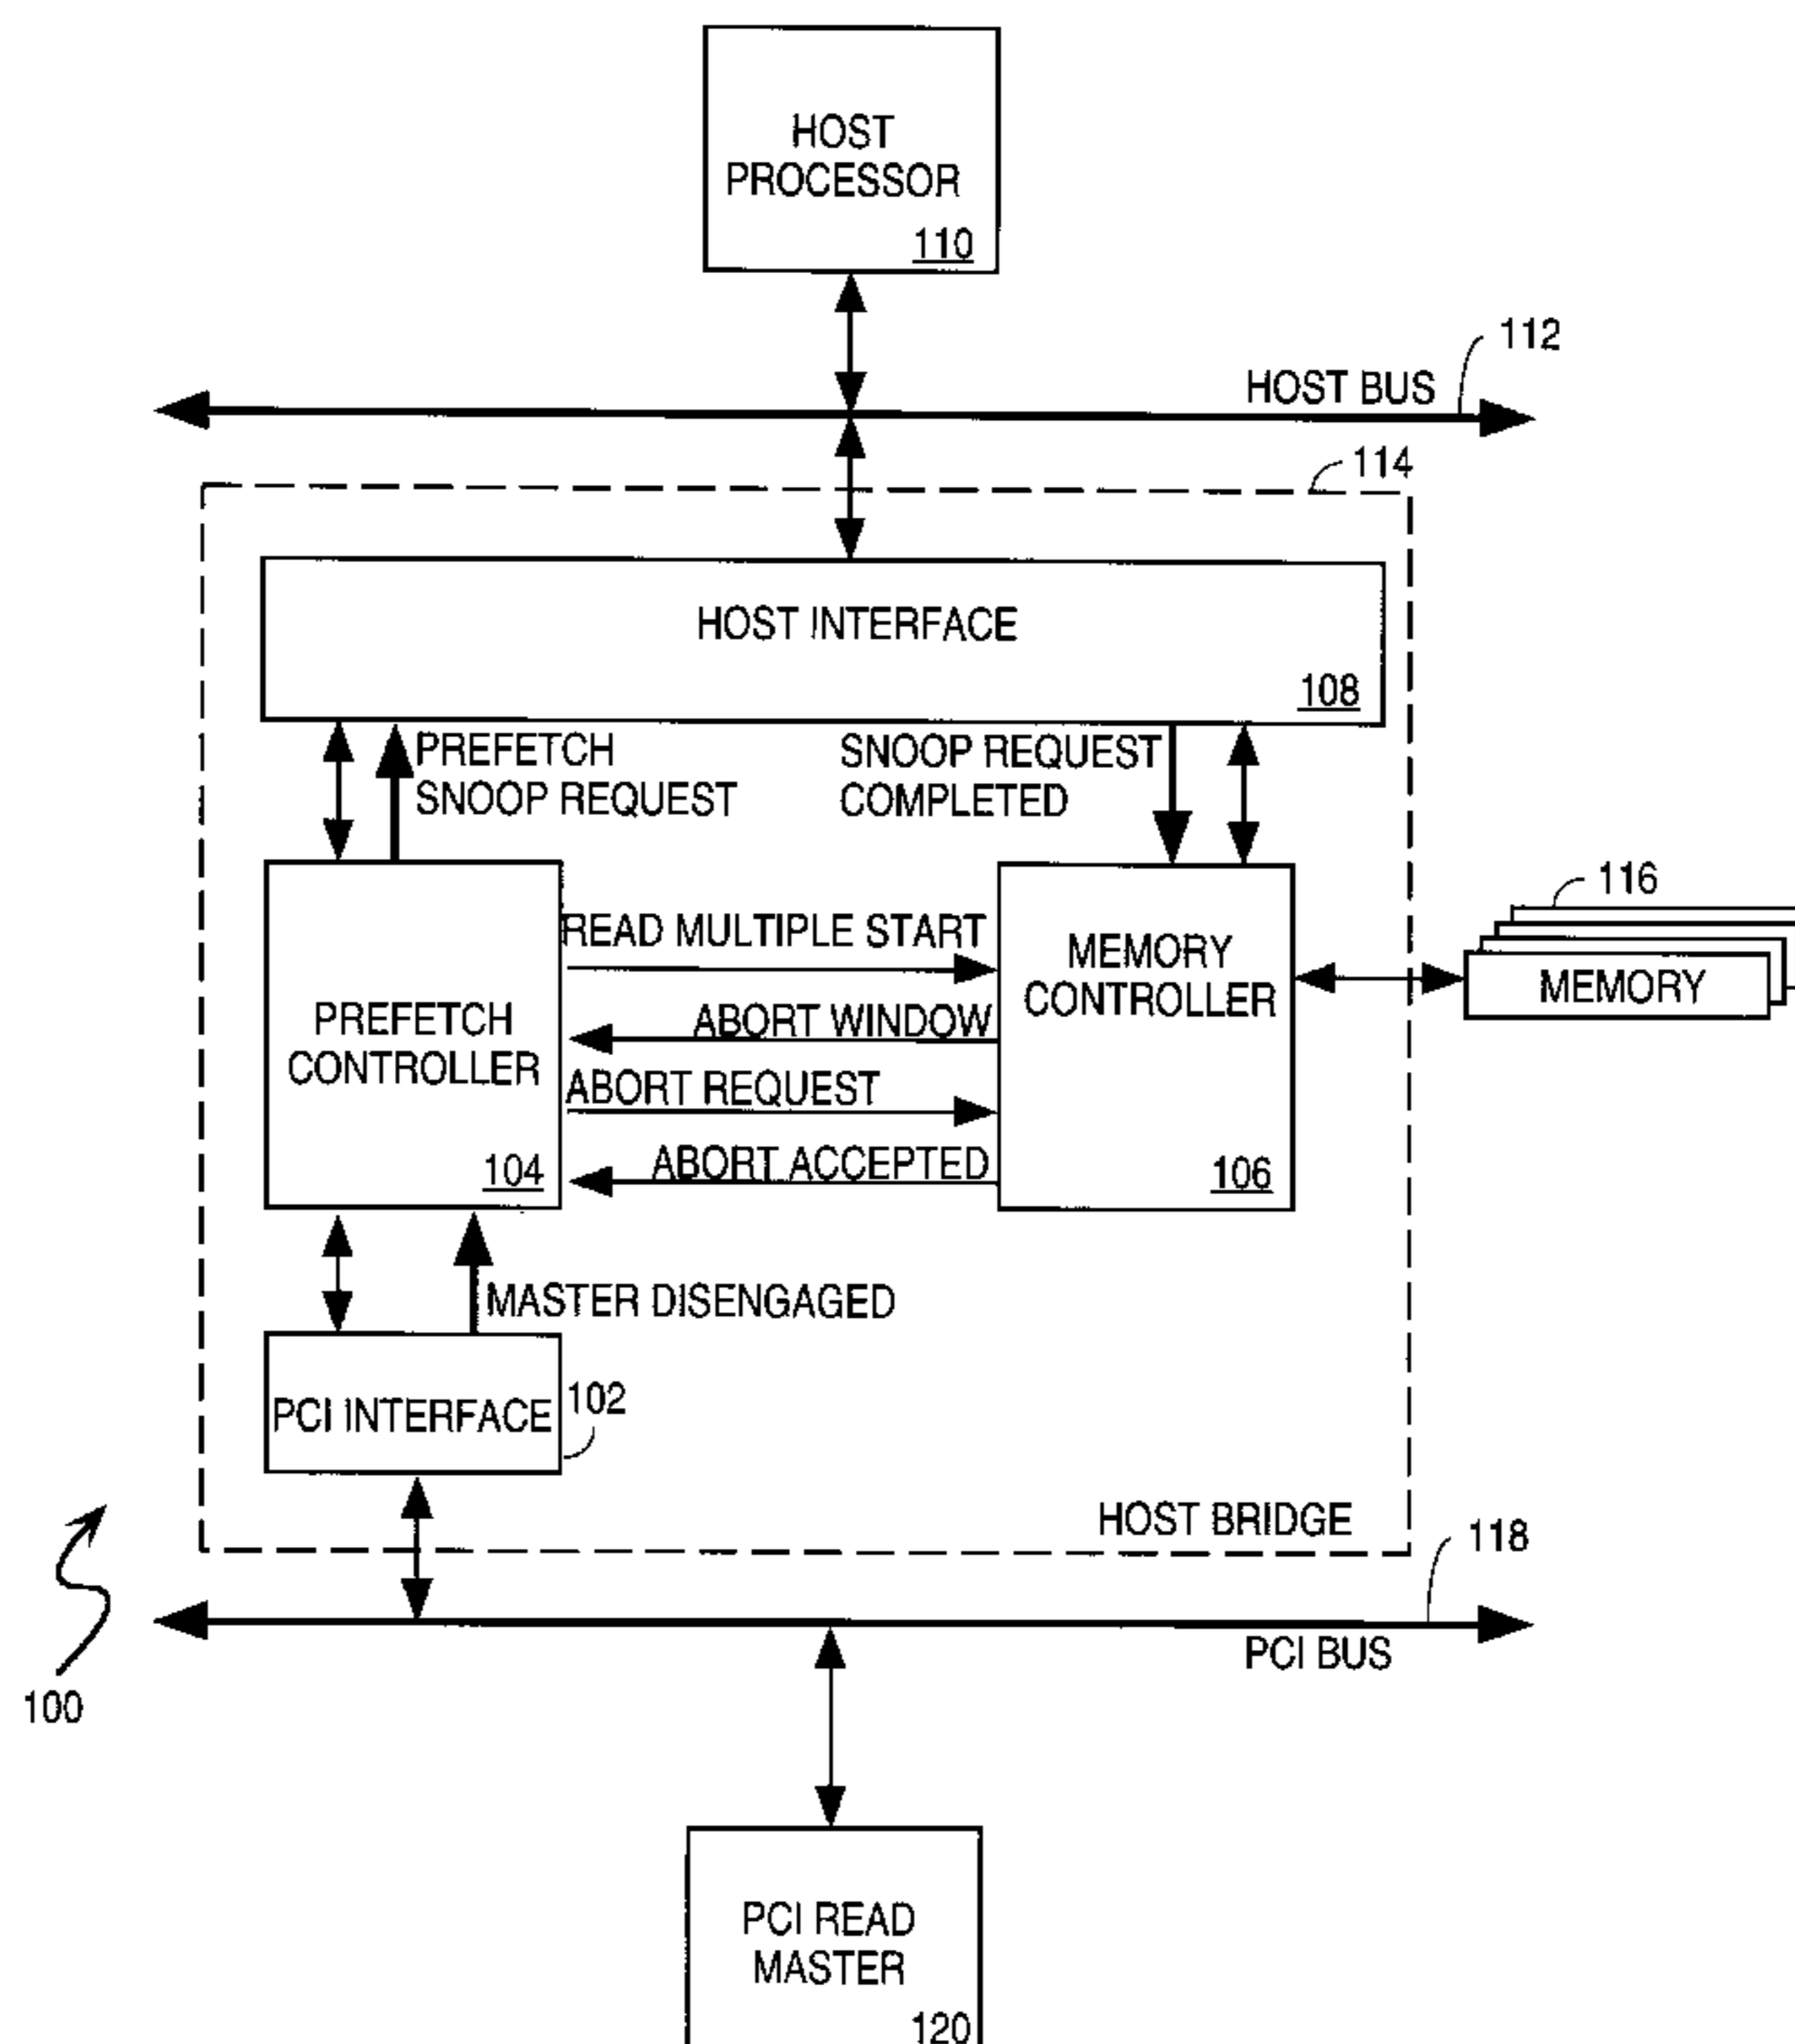 HOST
PROCESSOR
110
112
HOST BUS
114
HOST INTERFACE
108
PREFETCH
SNOOP REQUEST
SNOOP REQUEST
COMPLETED
116
READ MULTIPLE START
MEMORY
CONTROLLER
MEMORY
ABORT WINDOW
PREFETCH
CONTROLLER
ABORT REQUEST
ABORT ACCEPTED
104
106
MASTER DISENGAGED
PCI INTERFACE
102
HOST BRIDGE
118
PCI BUS
100
PCI READ
MASTER
120